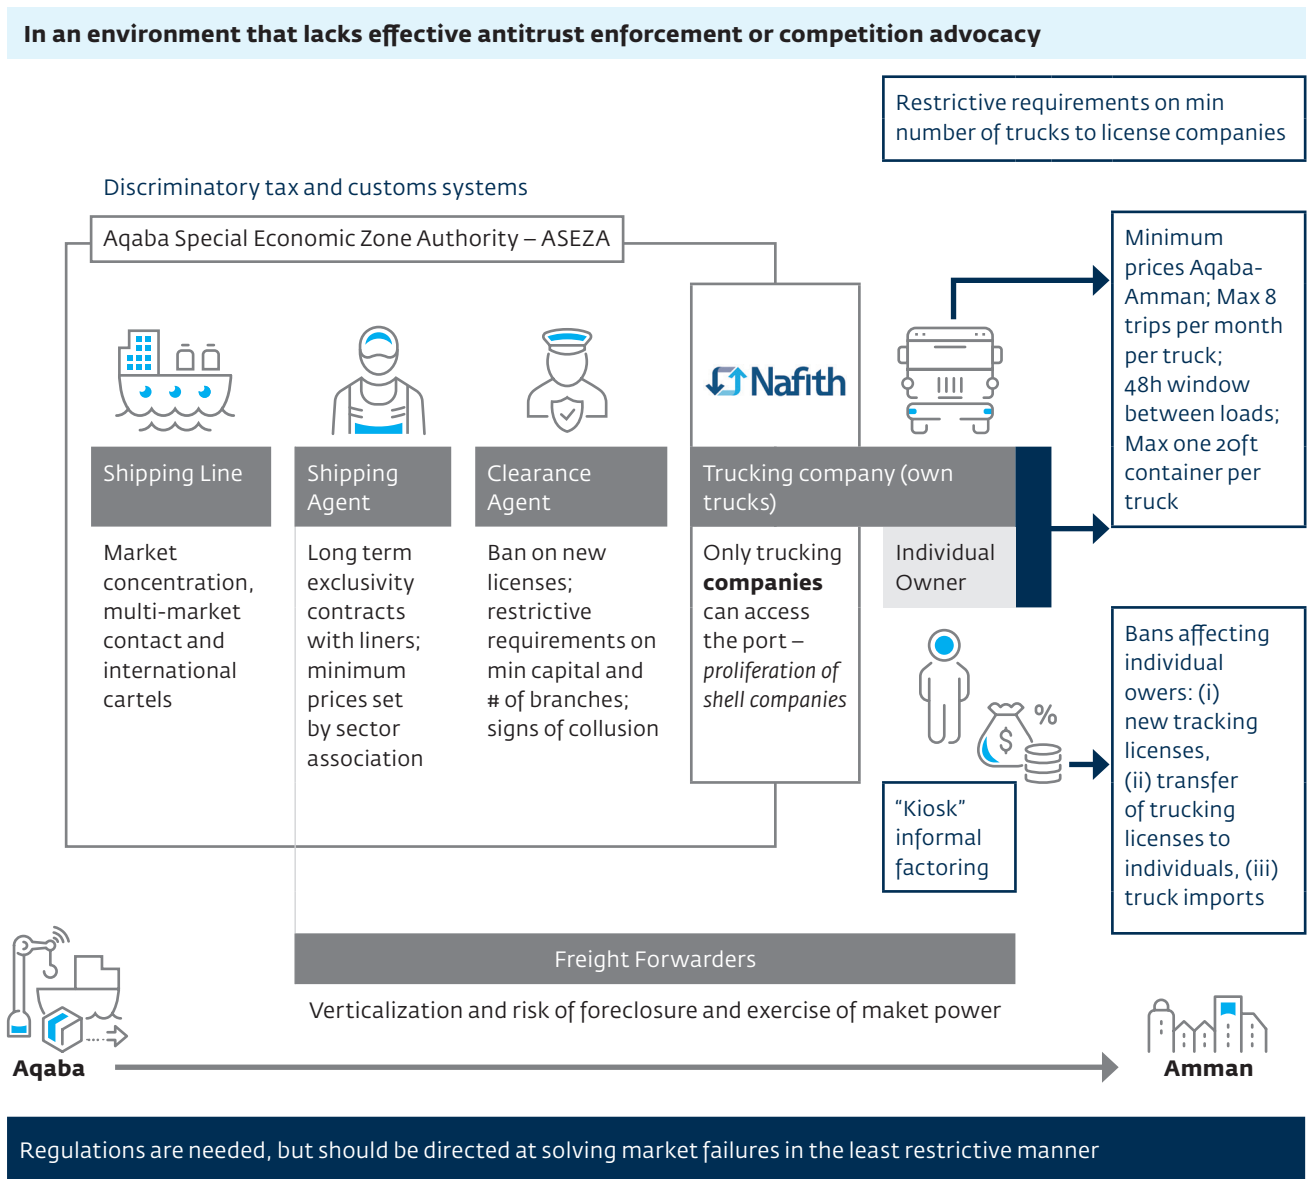 In an environment that lacks effective antitrust enforcement or competition advocacy
Restrictive requirements on min
number of trucks to license companies
Discriminatory tax and customs systems
Aqaba Special Economic Zone Authority – ASEZA
Minimum
prices Aqaba-
Amman; Max 8
trips per month
per truck;
48h window
between loads;
Max one 20ft
container per
truck
Nafith
Shipping Line
Market
concentration,
multi-market
contact and
international
cartels
Shipping
Agent
Long term
exclusivity
contracts
with liners;
minimum
prices set
by sector
association
Clearance
Agent
Ban on new
licenses;
restrictive
requirements on
min capital and
# of branches;
signs of collusion
Trucking company (own
trucks)
Only trucking
companies
can access
the port –
proliferation of
shell companies
Individual
Owner
$
%
"Kiosk"
informal
factoring
Bans affecting
individual
owers: (i)
new tracking
licenses,
(ii) transfer
of trucking
licenses to
individuals, (iii)
truck imports
Freight Forwarders
Verticalization and risk of foreclosure and exercise of maket power
Aqaba
Amman
Regulations are needed, but should be directed at solving market failures in the least restrictive manner